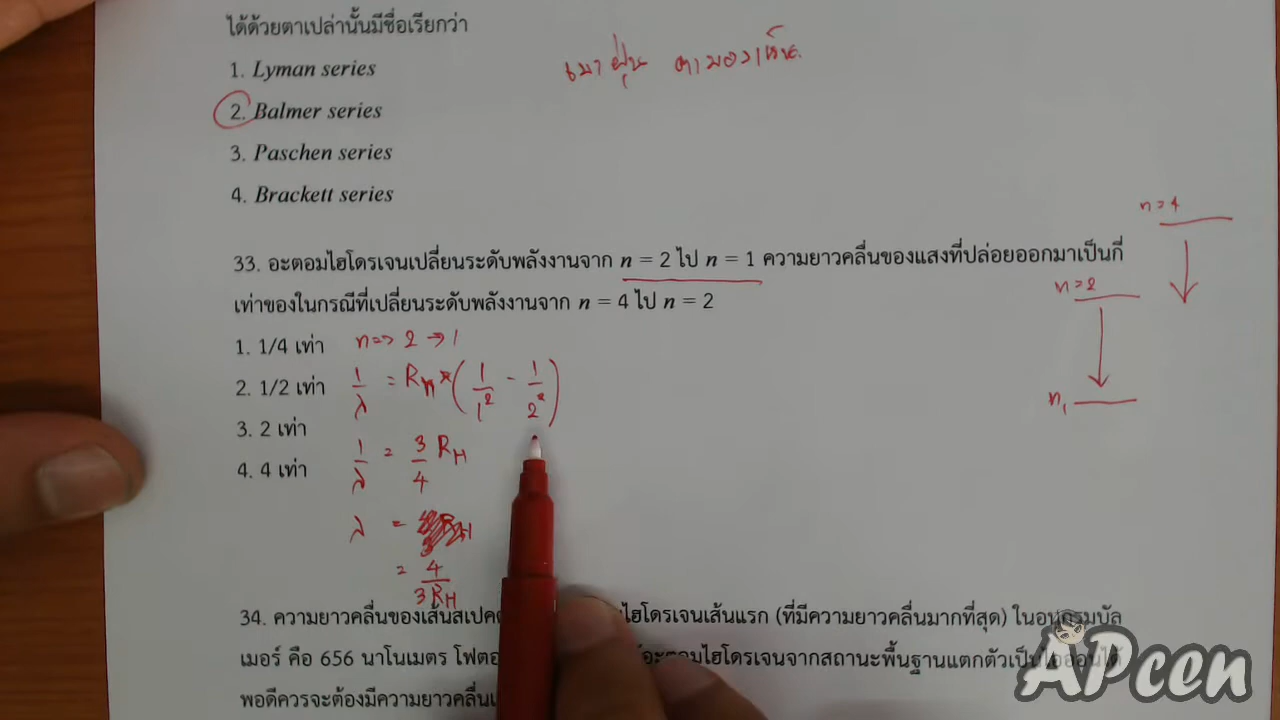 ได้ด้วยตาเปล่านั้นมีชื่อเรียกว่า
1. Lyman series
2. Balmer series
3. Paschen series
4. Brackett series
n = 4
33. อะตอมไฮโดรเจนเปลี่ยนระดับพลังงานจาก n = 2 ไป n = 1 ความยาวคลื่นของแสงที่ปล่อยออกมาเป็นกี่
n = 2
เท่าของในกรณีที่เปลี่ยนระดับพลังงานจาก n = 4 ไป n = 2
1. 1/4 เท่า n => 2 → 1
2. 1/2 เท่า 1/λ = R_H × (1/1² - 1/2²)
n₁
3. 2 เท่า
1/λ = 3/4 R_H
4. 4 เท่า
λ =
= 4/3R_H
34. ความยาวคลื่นของเส้นสเปค ไฮโดรเจนเส้นแรก (ที่มีความยาวคลื่นมากที่สุด) ในอนุกรมบัล
เมอร์ คือ 656 นาโนเมตร โฟตอ อะตอมไฮโดรเจนจากสถานะพื้นฐานแตกตัวเป็นไอออนได้
พอดีควรจะต้องมีความยาวคลื่น
APcen